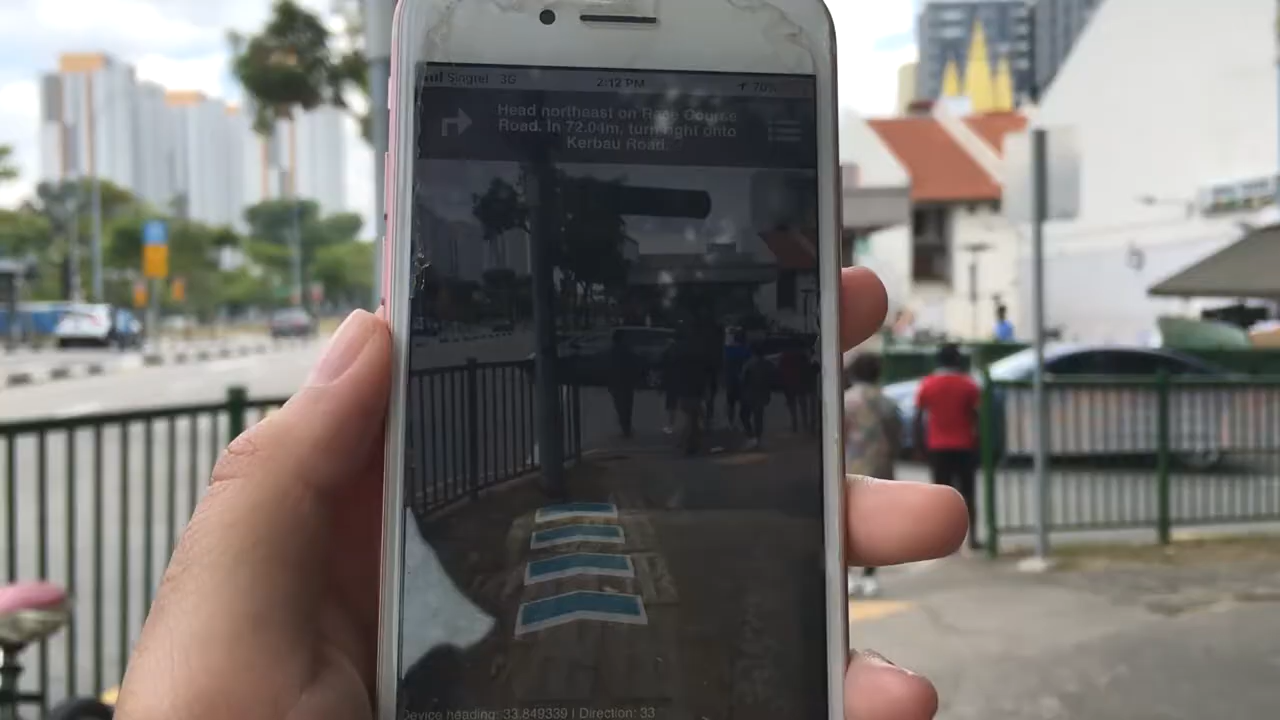 Singtel 3G 2:12 PM 70%
Head northeast on Race Course
Road. In 72.04m, turn right onto
Kerbau Road.
Device heading: 33.849339 | Direction: 33